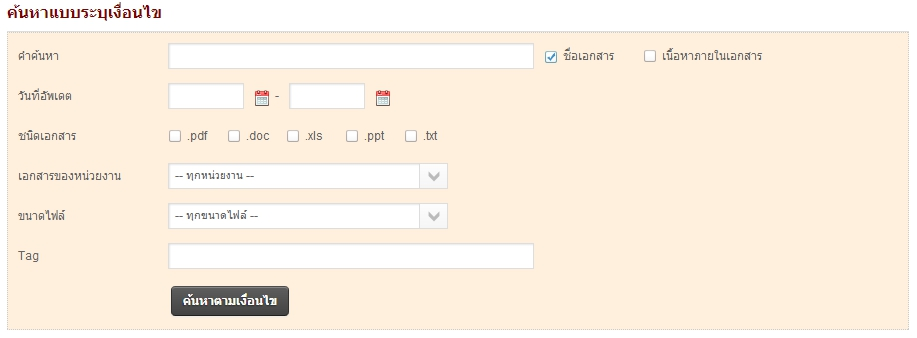 ค้นหาแบบระบุเงื่อนไข
คำค้นหา ชื่อเอกสาร เนื้อหาภายในเอกสาร
วันที่อัพเดต -
ชนิดเอกสาร .pdf .doc .xls .ppt .txt
เอกสารของหน่วยงาน -- ทุกหน่วยงาน --
ขนาดไฟล์ -- ทุกขนาดไฟล์ --
Tag
ค้นหาตามเงื่อนไข